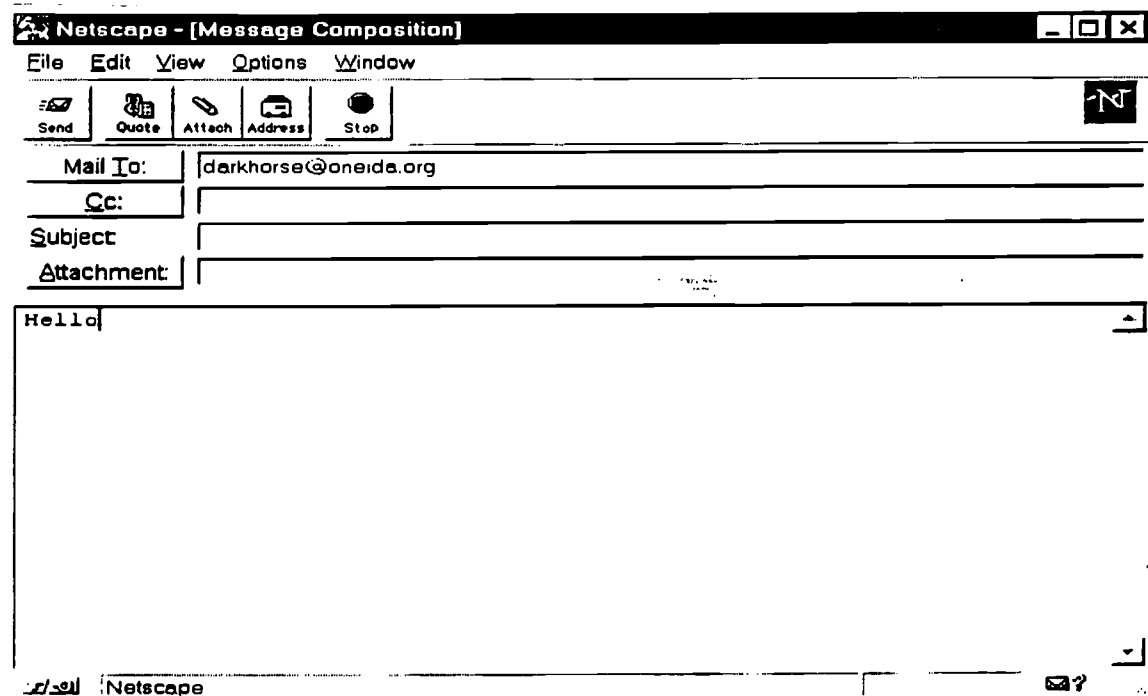 Netscape - [Message Composition]
File Edit View Options Window
Send Quote Attach Address Stop
N
Mail To: darkhorse@oneida.org
Cc:
Subject:
Attachment:
Hello
Netscape
?